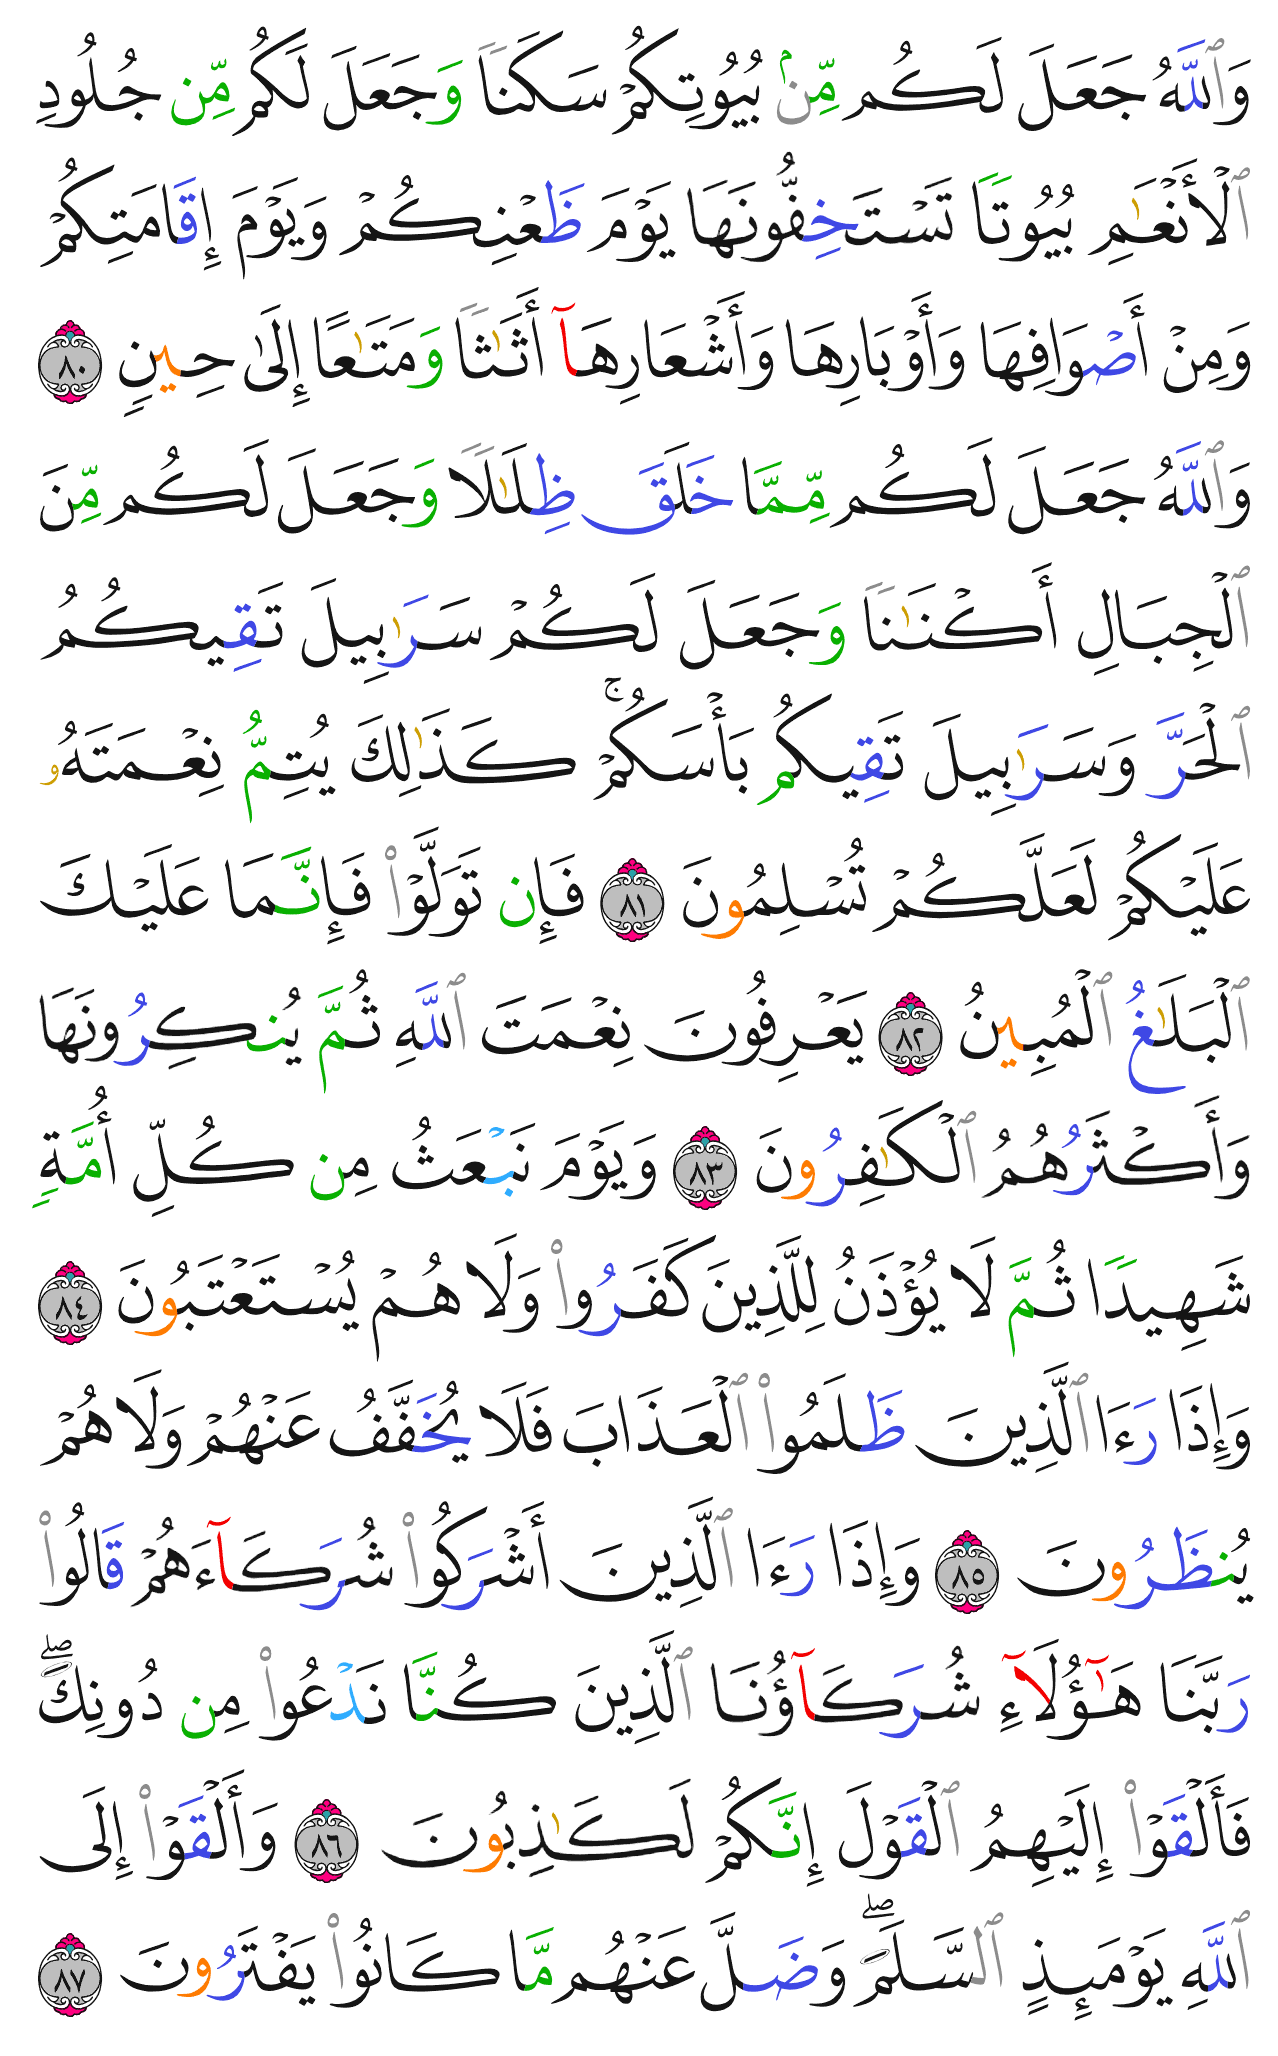 وَٱللَّهُ جَعَلَ لَكُم مِّنۢ بُيُوتِكُمْ سَكَنًا وَجَعَلَ لَكُم مِّن جُلُودِ
ٱلْأَنْعَٰمِ بُيُوتًا تَسْتَخِفُّونَهَا يَوْمَ ظَعْنِكُمْ وَيَوْمَ إِقَامَتِكُمْ
وَمِنْ أَصْوَافِهَا وَأَوْبَارِهَا وَأَشْعَارِهَآ أَثَٰثًا وَمَتَٰعًا إِلَىٰ حِينٍ ٨٠
وَٱللَّهُ جَعَلَ لَكُم مِّمَّا خَلَقَ ظِلَٰلًا وَجَعَلَ لَكُم مِّنَ
ٱلْجِبَالِ أَكْنَٰنًا وَجَعَلَ لَكُمْ سَرَٰبِيلَ تَقِيكُمُ
ٱلْحَرَّ وَسَرَٰبِيلَ تَقِيكُم بَأْسَكُمْ ۚ كَذَٰلِكَ يُتِمُّ نِعْمَتَهُۥ
عَلَيْكُمْ لَعَلَّكُمْ تُسْلِمُونَ ٨١ فَإِن تَوَلَّوْا۟ فَإِنَّمَا عَلَيْكَ
ٱلْبَلَٰغُ ٱلْمُبِينُ ٨٢ يَعْرِفُونَ نِعْمَتَ ٱللَّهِ ثُمَّ يُنكِرُونَهَا
وَأَكْثَرُهُمُ ٱلْكَٰفِرُونَ ٨٣ وَيَوْمَ نَبْعَثُ مِن كُلِّ أُمَّةٍ
شَهِيدًا ثُمَّ لَا يُؤْذَنُ لِلَّذِينَ كَفَرُوا۟ وَلَا هُمْ يُسْتَعْتَبُونَ ٨٤
وَإِذَا رَءَا ٱلَّذِينَ ظَلَمُوا۟ ٱلْعَذَابَ فَلَا يُخَفَّفُ عَنْهُمْ وَلَا هُمْ
يُنظَرُونَ ٨٥ وَإِذَا رَءَا ٱلَّذِينَ أَشْرَكُوا۟ شُرَكَآءَهُمْ قَالُوا۟
رَبَّنَا هَٰٓؤُلَآءِ شُرَكَآؤُنَا ٱلَّذِينَ كُنَّا نَدْعُوا۟ مِن دُونِكَ ۖ
فَأَلْقَوْا۟ إِلَيْهِمُ ٱلْقَوْلَ إِنَّكُمْ لَكَٰذِبُونَ ٨٦ وَأَلْقَوْا۟ إِلَى
ٱللَّهِ يَوْمَئِذٍ ٱلسَّلَمَ ۖ وَضَلَّ عَنْهُم مَّا كَانُوا۟ يَفْتَرُونَ ٨٧